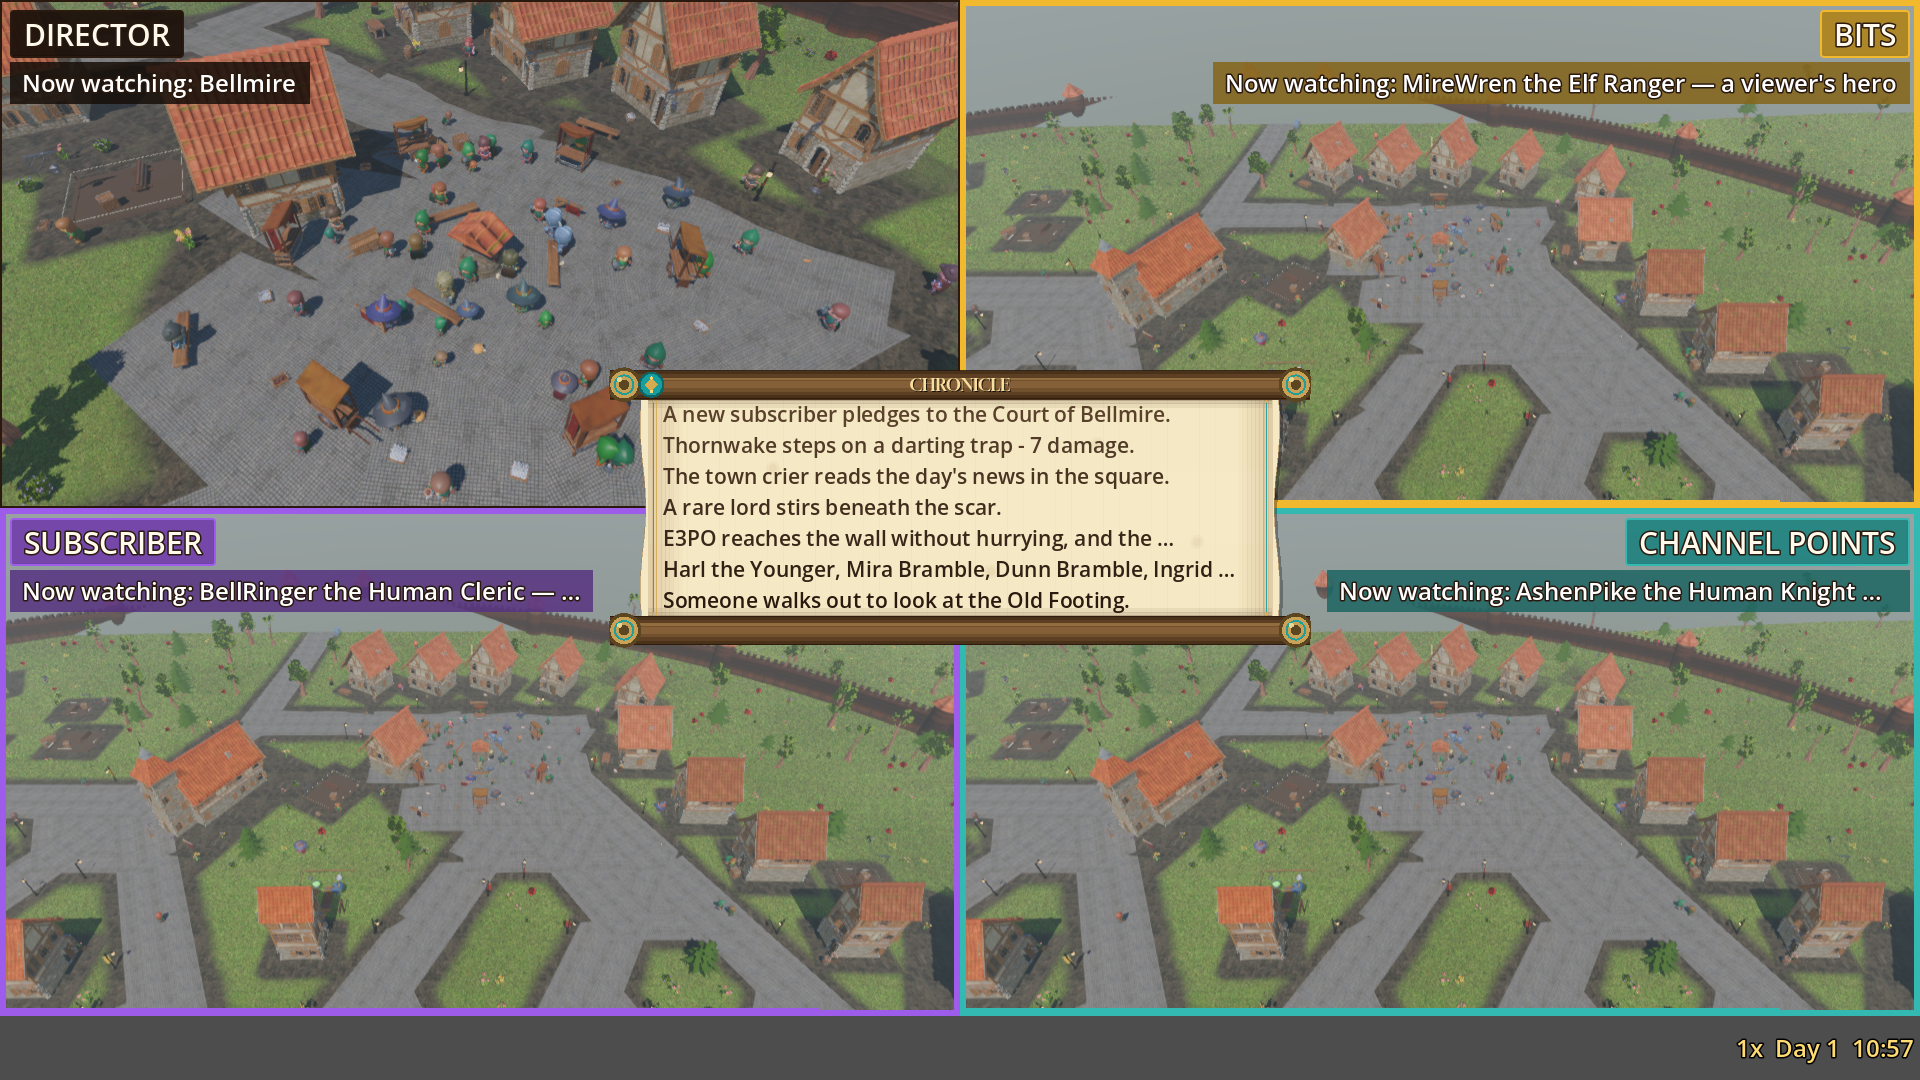 DIRECTOR
Now watching: Bellmire
BITS
Now watching: MireWren the Elf Ranger — a viewer's hero
CHRONICLE
A new subscriber pledges to the Court of Bellmire.
Thornwake steps on a darting trap - 7 damage.
The town crier reads the day's news in the square.
A rare lord stirs beneath the scar.
E3PO reaches the wall without hurrying, and the ...
Harl the Younger, Mira Bramble, Dunn Bramble, Ingrid ...
Someone walks out to look at the Old Footing.
SUBSCRIBER
Now watching: BellRinger the Human Cleric — ...
CHANNEL POINTS
Now watching: AshenPike the Human Knight ...
1x Day 1 10:57